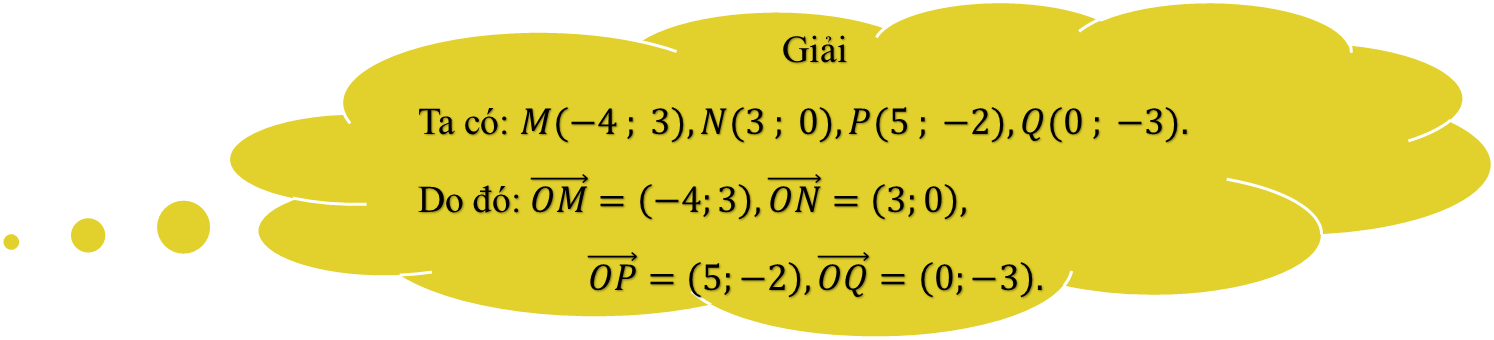 Giải
Ta có: 𝑀(−4 ; 3), 𝑁(3 ; 0), 𝑃(5 ; −2), 𝑄(0 ; −3).
Do đó: $\overrightarrow{OM}$ = (−4; 3), $\overrightarrow{ON}$ = (3; 0),
$\overrightarrow{OP}$ = (5; −2), $\overrightarrow{OQ}$ = (0; −3).